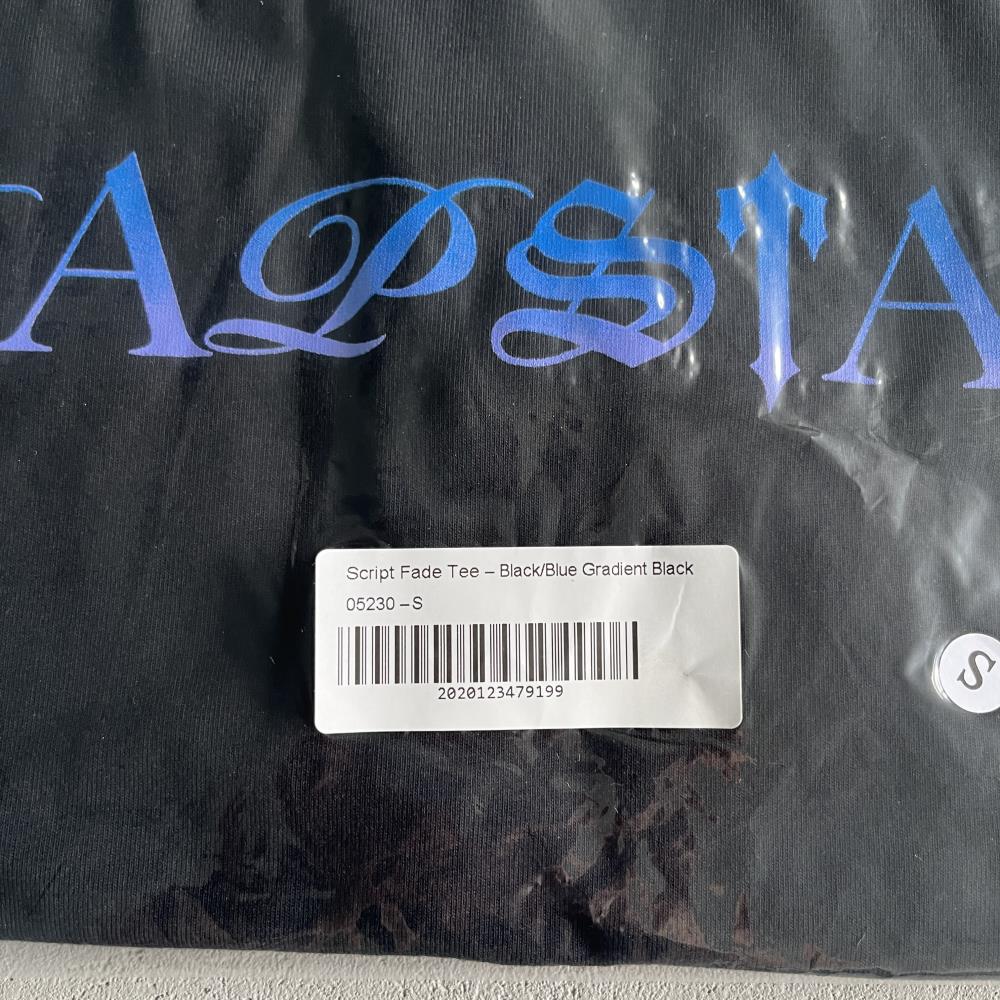 APSTA
Script Fade Tee – Black/Blue Gradient Black
05230 – S
2020123479199
S